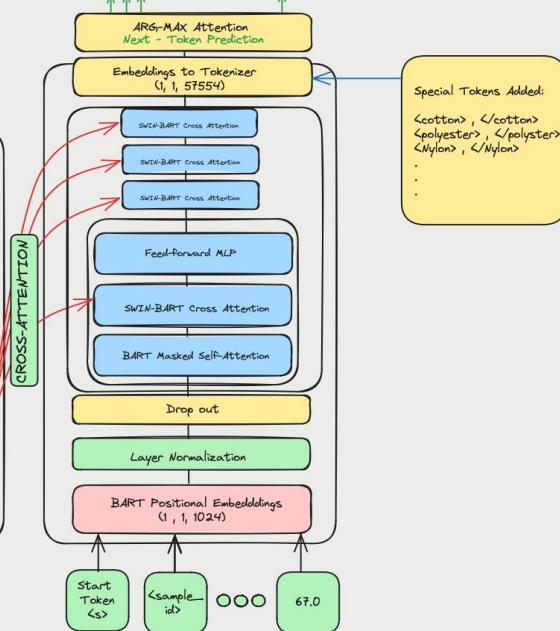 ARG-MAX Attention
Next - Token Prediction
Embeddings to Tokenizer
(1, 1, 57554)
Special Tokens Added:
<cotton> , </cotton>
<polyester> , </polyster>
<Nylon> , </Nylon>
.
.
.
SWIN-BART Cross Attention
SWIN-BART Cross Attention
SWIN-BART Cross Attention
CROSS-ATTENTION
Feed-forward MLP
SWIN-BART Cross Attention
BART Masked Self-Attention
Drop out
Layer Normalization
BART Positional Embedddings
(1 , 1, 1024)
Start
Token
<s>
<sample_
id>
67.0